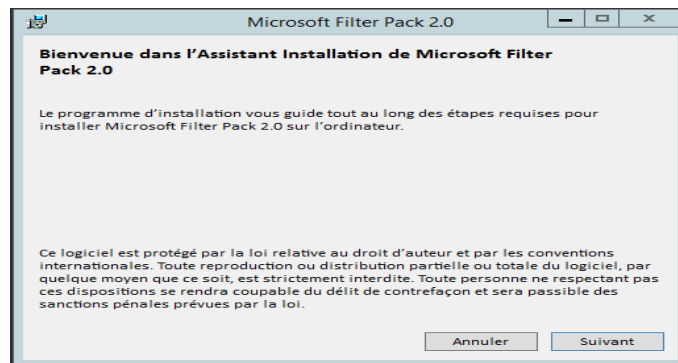 Microsoft Filter Pack 2.0
Bienvenue dans l'Assistant Installation de Microsoft Filter
Pack 2.0
Le programme d'installation vous guide tout au long des étapes requises pour
installer Microsoft Filter Pack 2.0 sur l'ordinateur.
Ce logiciel est protégé par la loi relative au droit d'auteur et par les conventions
internationales. Toute reproduction ou distribution partielle ou totale du logiciel, par
quelque moyen que ce soit, est strictement interdite. Toute personne ne respectant pas
ces dispositions se rendra coupable du délit de contrefaçon et sera passible des
sanctions pénales prévues par la loi.
Annuler
Suivant